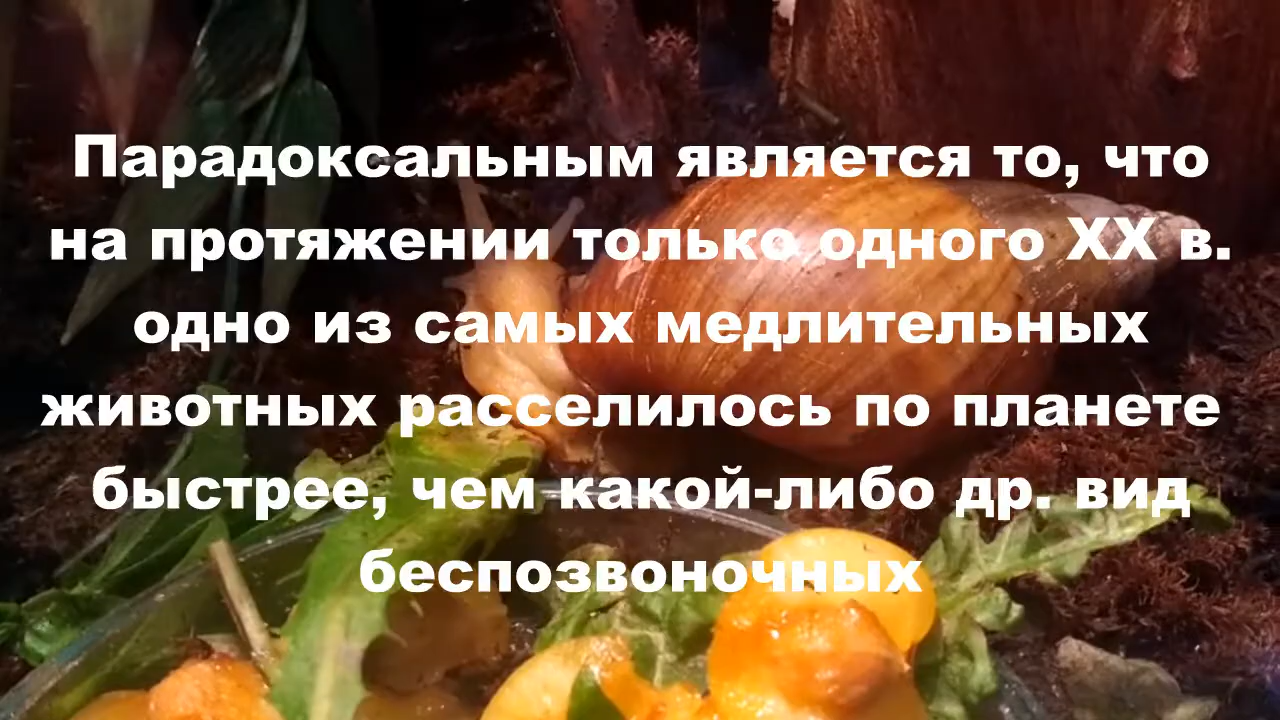 Парадоксальным является то, что
на протяжении только одного XX в.
одно из самых медлительных
животных расселилось по планете
быстрее, чем какой-либо др. вид
беспозвоночных